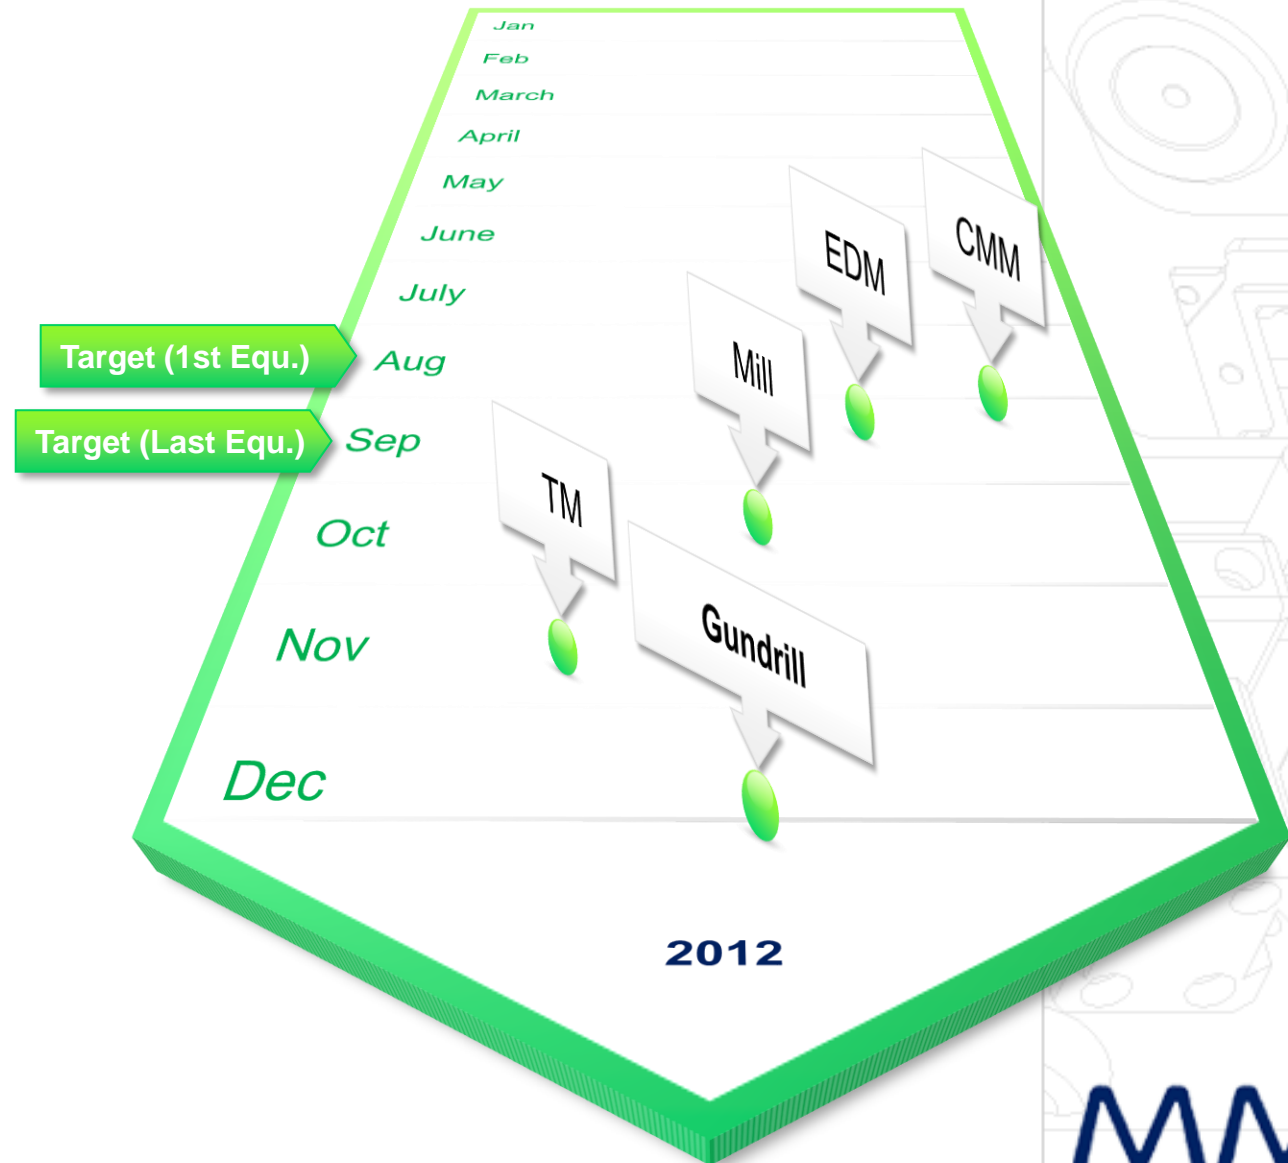 Jan
Feb
March
April
May
June
July
Aug
Sep
Oct
Nov
Dec
Target (1st Equ.)
Target (Last Equ.)
CMM
EDM
Mill
TM
Gundrill
2012